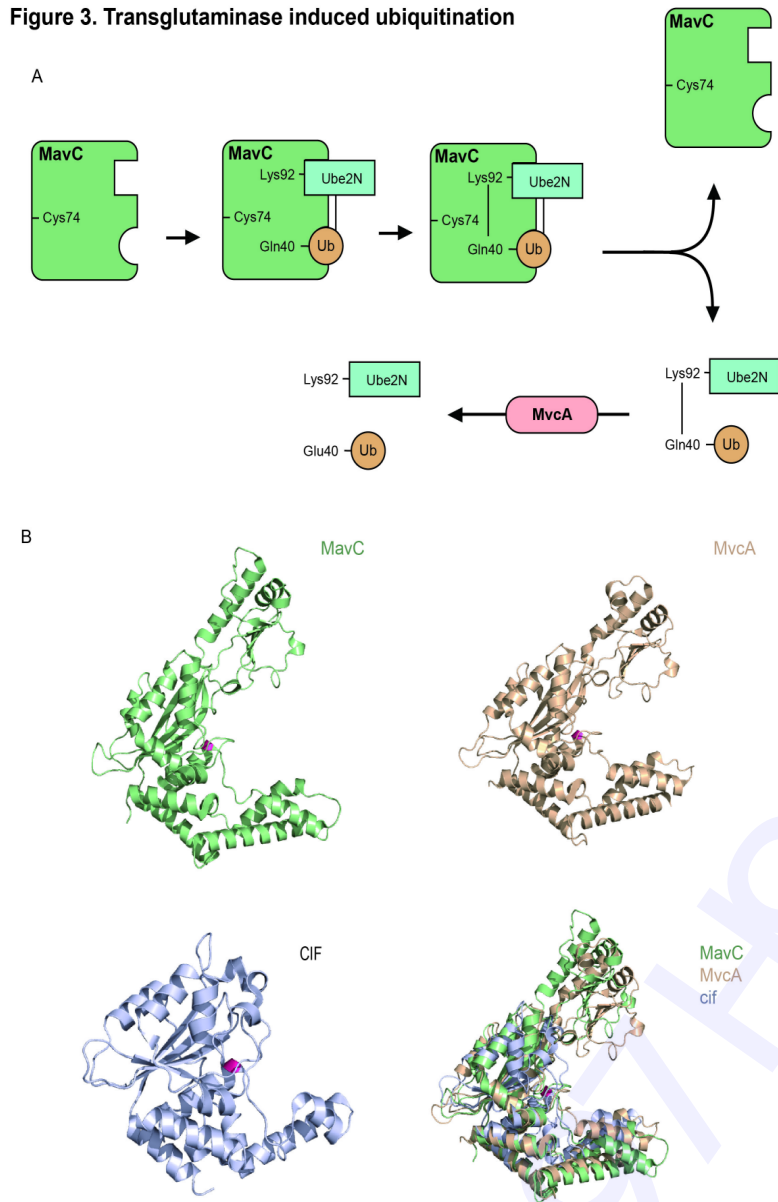 Figure 3. Transglutaminase induced ubiquitination
A
MavC
Cys74
MavC
Lys92
Ube2N
Cys74
Gln40
Ub
MavC
Lys92
Ube2N
Cys74
Gln40
Ub
MavC
Cys74
Lys92
Ube2N
Glu40
Ub
MvcA
Lys92
Ube2N
Gln40
Ub
B
MavC
MvcA
CIF
MavC
MvcA
cif